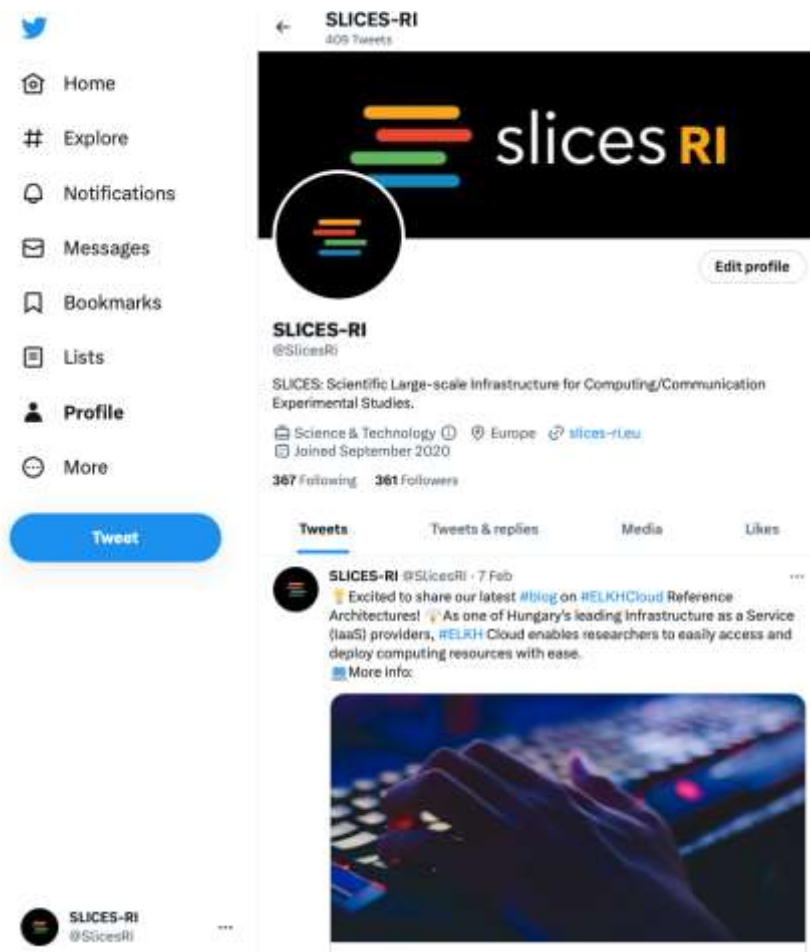 Home
Explore
Notifications
Messages
Bookmarks
Lists
Profile
More
Tweet
SLICES-RI
@SlicesRI
SLICES-RI
409 Tweets
slices RI
Edit profile
SLICES-RI
@SlicesRi
SLICES: Scientific Large-scale Infrastructure for Computing/Communication
Experimental Studies.
Science & Technology Europe slices-ri.eu
Joined September 2020
367 Following 361 Followers
Tweets Tweets & replies Media Likes
SLICES-RI @SlicesRI · 7 Feb
Excited to share our latest #blog on #ELKHCloud Reference
Architectures! As one of Hungary's leading Infrastructure as a Service
(IaaS) providers, #ELKH Cloud enables researchers to easily access and
deploy computing resources with ease.
More info: